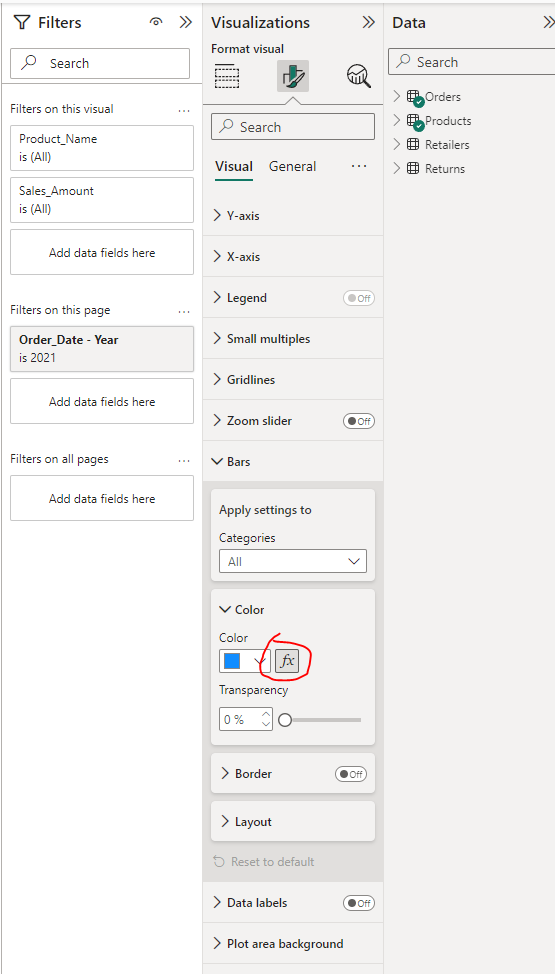 Filters
Search
Filters on this visual
...
Product_Name
is (All)
Sales_Amount
is (All)
Add data fields here
Filters on this page
...
Order_Date - Year
is 2021
Add data fields here
Filters on all pages
...
Add data fields here
Visualizations
Format visual
Search
Visual General ...
Y-axis
X-axis
Legend Off
Small multiples
Gridlines
Zoom slider Off
Bars
Apply settings to
Categories
All
Color
Color
fx
Transparency
0 %
Border Off
Layout
Reset to default
Data labels Off
Plot area background
Data
Search
Orders
Products
Retailers
Returns